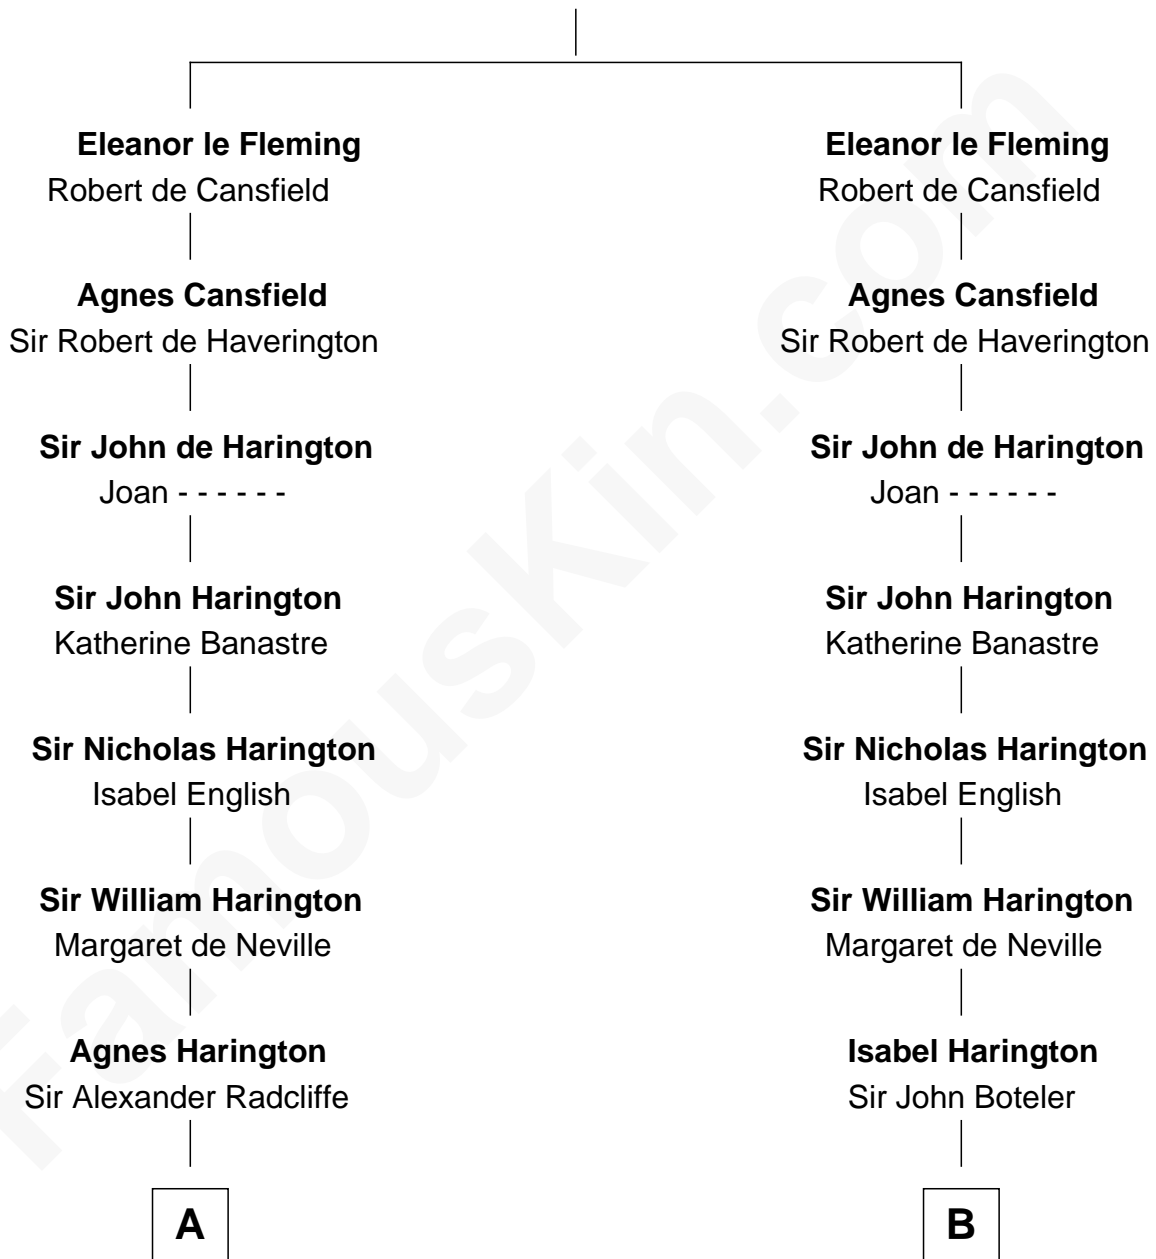 Eleanor le Fleming
Robert de Cansfield
Agnes Cansfield
Sir Robert de Haverington
Sir John de Harington
Joan - - - - - -
Sir John Harington
Katherine Banastre
Sir Nicholas Harington
Isabel English
Sir William Harington
Margaret de Neville
Agnes Harington
Sir Alexander Radcliffe
A
Eleanor le Fleming
Robert de Cansfield
Agnes Cansfield
Sir Robert de Haverington
Sir John de Harington
Joan - - - - - -
Sir John Harington
Katherine Banastre
Sir Nicholas Harington
Isabel English
Sir William Harington
Margaret de Neville
Isabel Harington
Sir John Boteler
B
FamousKin.com